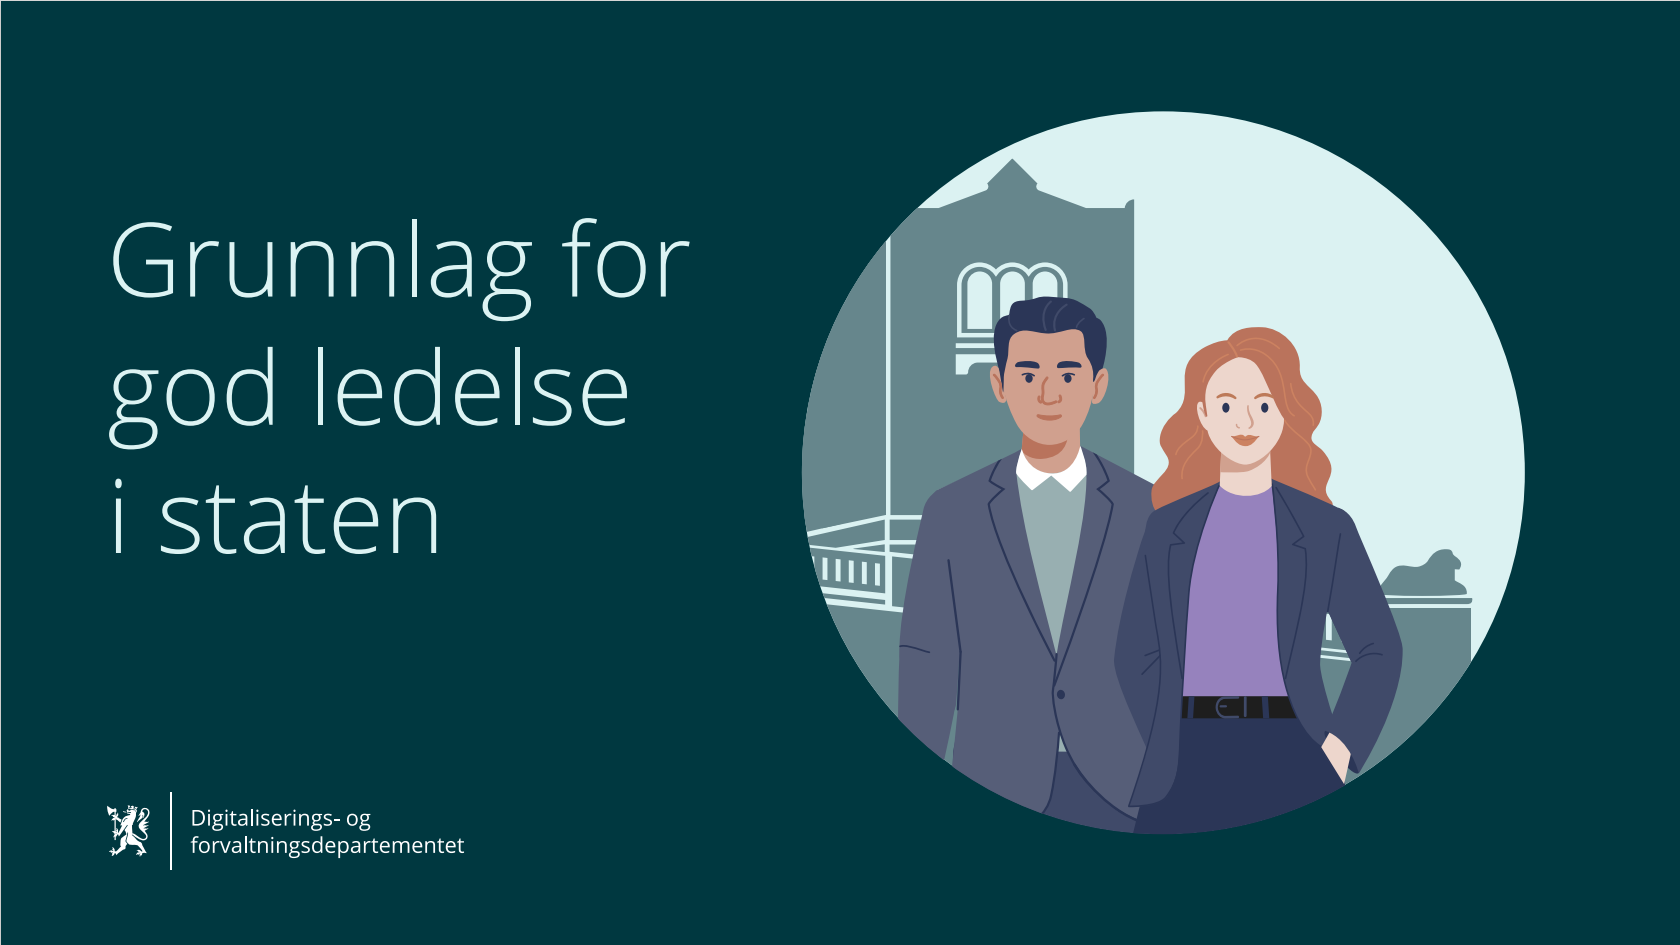 Grunnlag for
god ledelse
i staten
Digitaliserings- og
forvaltningsdepartementet